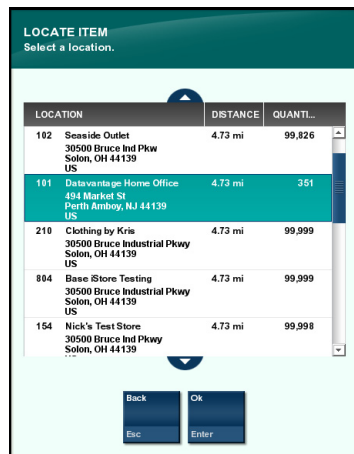 LOCATE ITEM
Select a location.
LOCATION DISTANCE QUANTI...
102 Seaside Outlet 4.73 mi 99,826
30500 Bruce Ind Pkw
Solon, OH 44139
US
101 Datavantage Home Office 4.73 mi 351
494 Market St
Perth Amboy, NJ 44139
US
210 Clothing by Kris 4.73 mi 99,999
30500 Bruce Industrial Pkwy
Solon, OH 44139
US
804 Base iStore Testing 4.73 mi 99,999
30500 Bruce Industrial Pkwy
Solon, OH 44139
US
154 Nick's Test Store 4.73 mi 99,998
30500 Bruce Ind Pkwy
Solon, OH 44139
Back Ok
Esc Enter